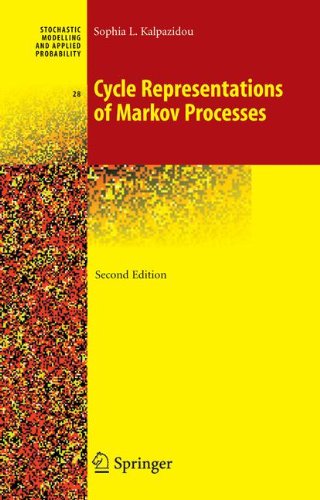 STOCHASTIC
MODELLING
AND APPLIED
PROBABILITY
28
Sophia L. Kalpazidou
Cycle Representations
of Markov Processes
Second Edition
Springer